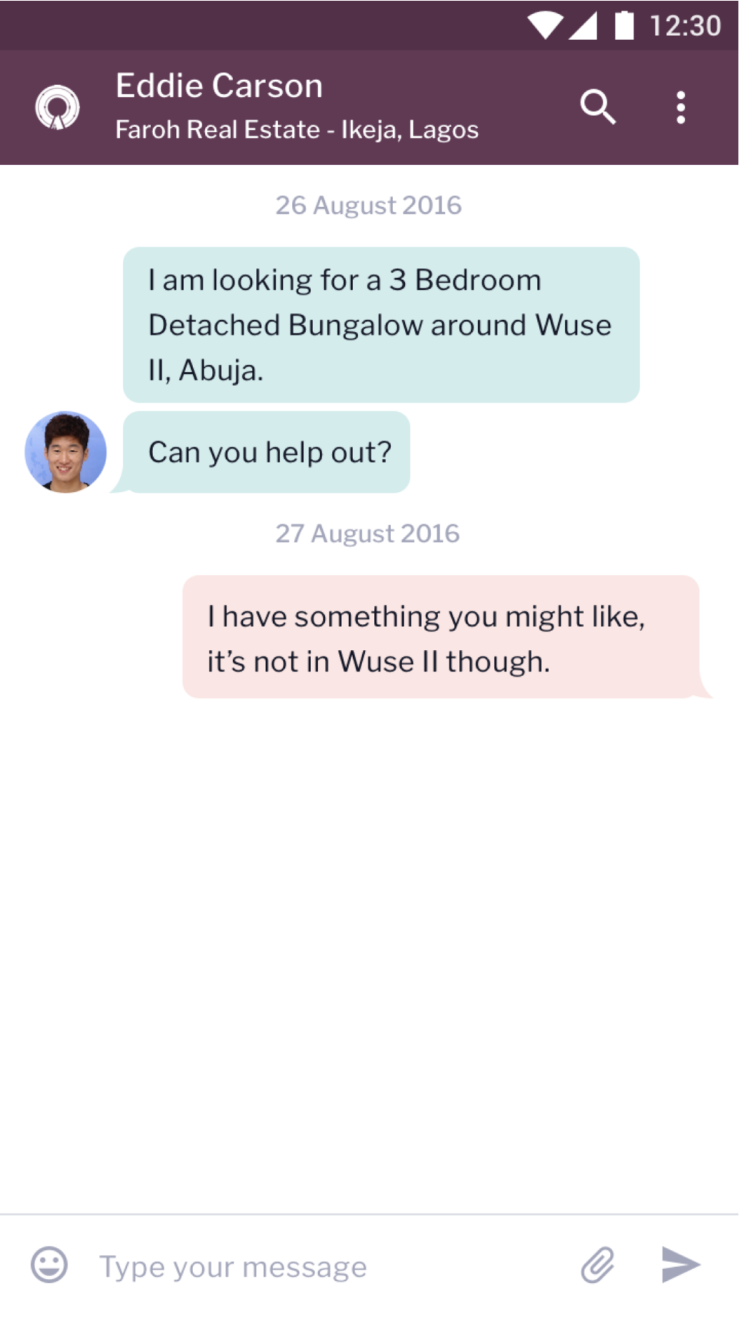 12:30
Eddie Carson
Faroh Real Estate - Ikeja, Lagos
26 August 2016
I am looking for a 3 Bedroom
Detached Bungalow around Wuse
II, Abuja.
Can you help out?
27 August 2016
I have something you might like,
it’s not in Wuse II though.
Type your message